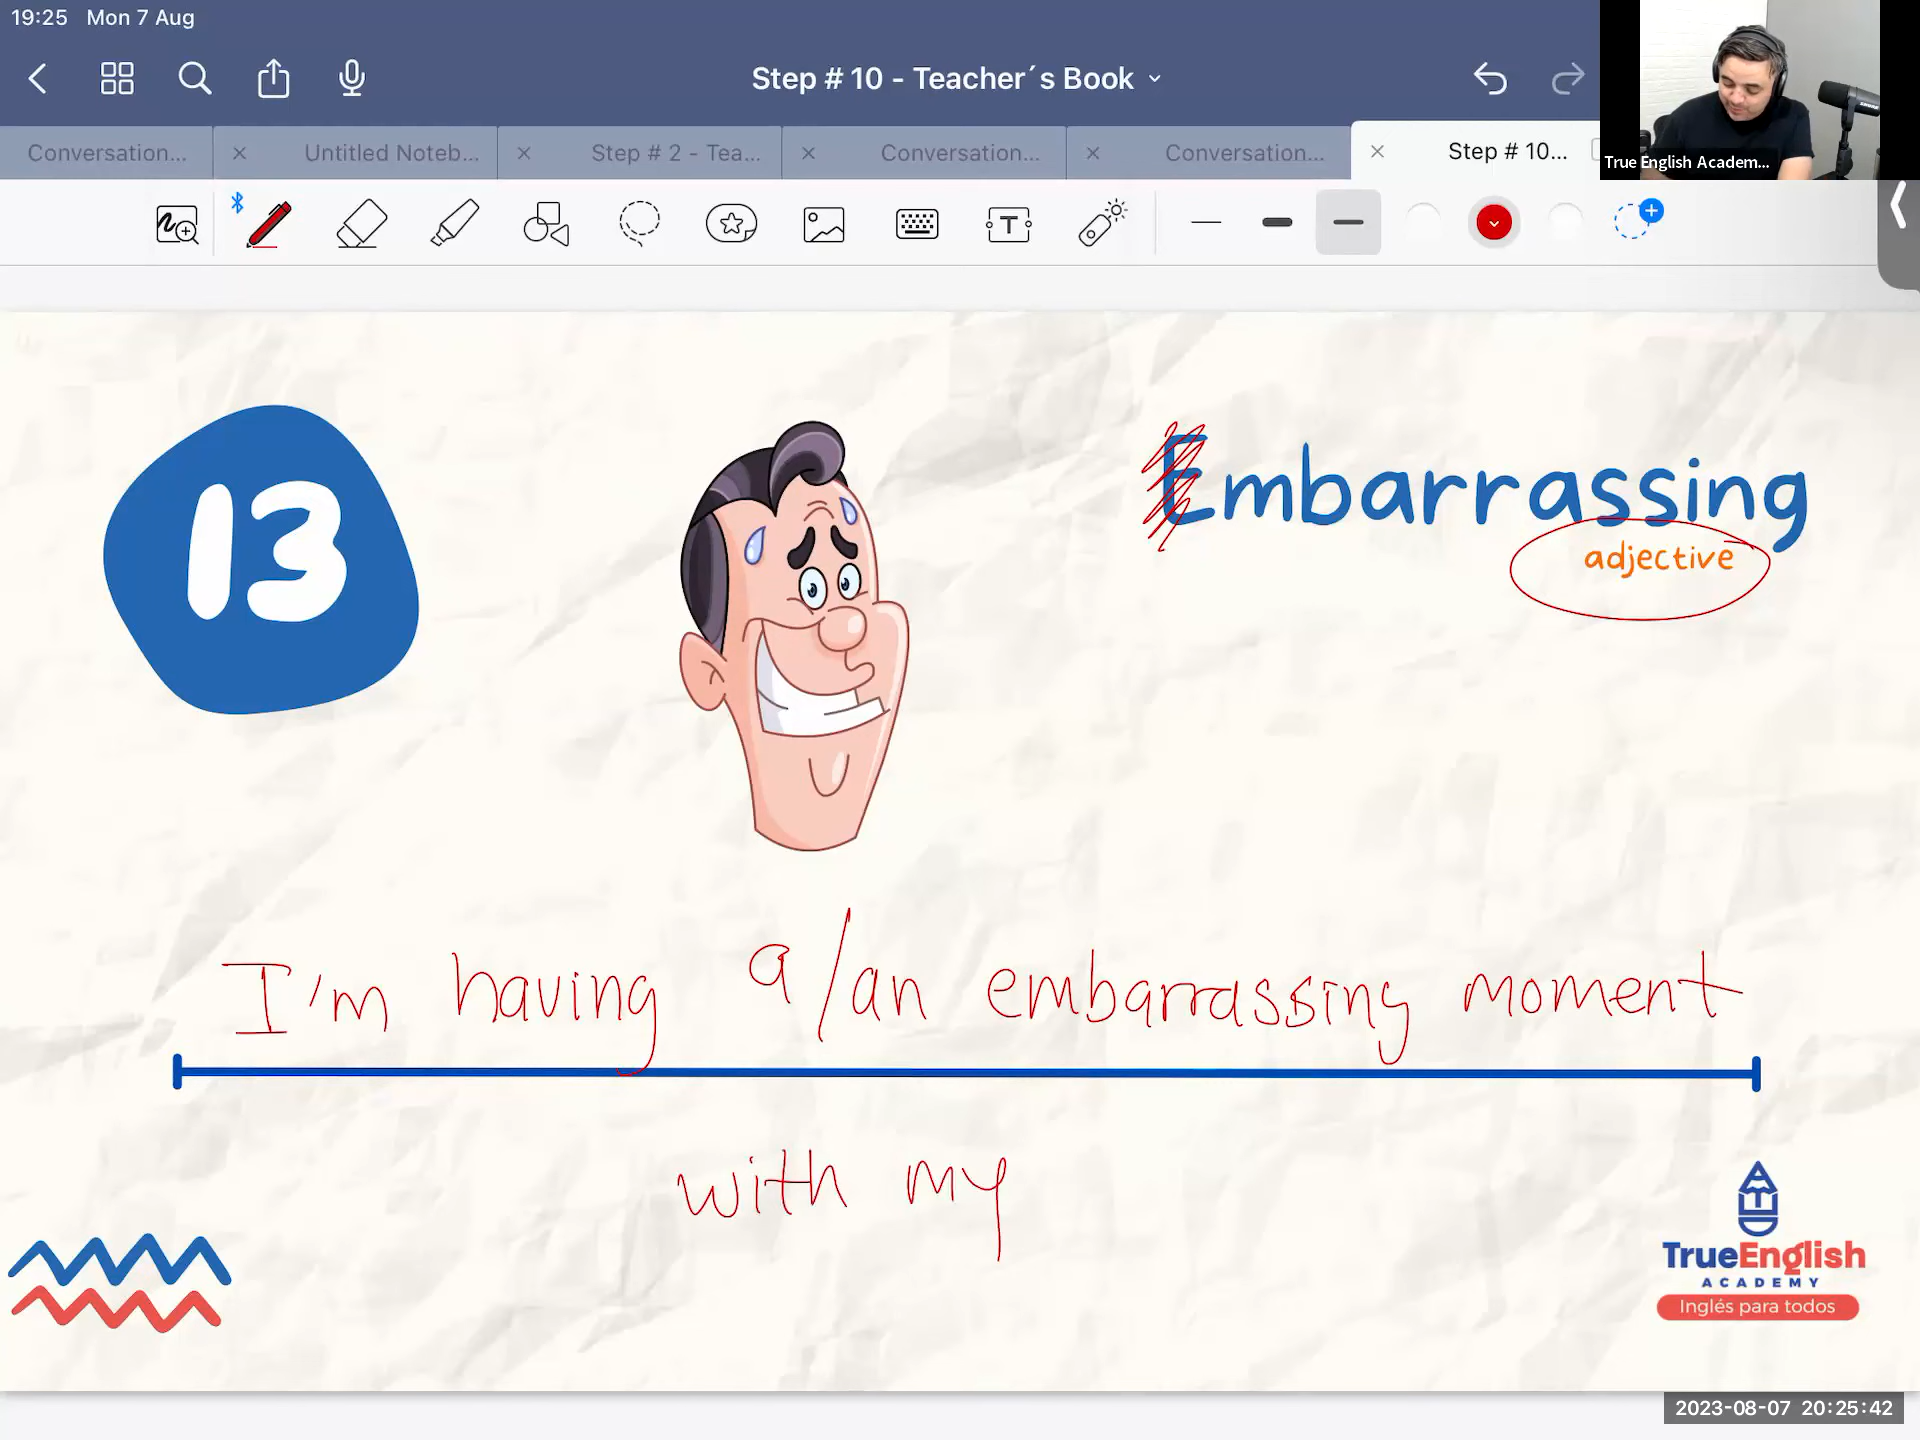 19:25 Mon 7 Aug
Step # 10 - Teacher´s Book
Conversation... Untitled Noteb... Step # 2 - Tea... Conversation... Conversation... Step # 10...
True English Academ...
13
Embarrassing
adjective
I'm having a/an embarrassing moment
with my
TrueEnglish
ACADEMY
Inglés para todos
2023-08-07 20:25:42